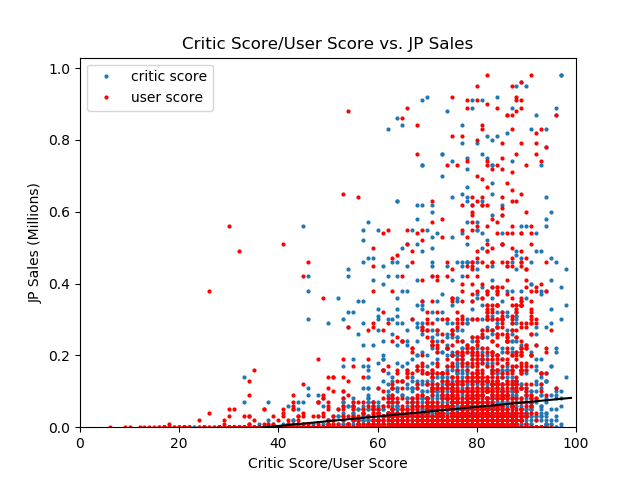 Critic Score/User Score vs. JP Sales
critic score
user score
1.0
0.8
0.6
0.4
0.2
0.0
JP Sales (Millions)
0 20 40 60 80 100
Critic Score/User Score